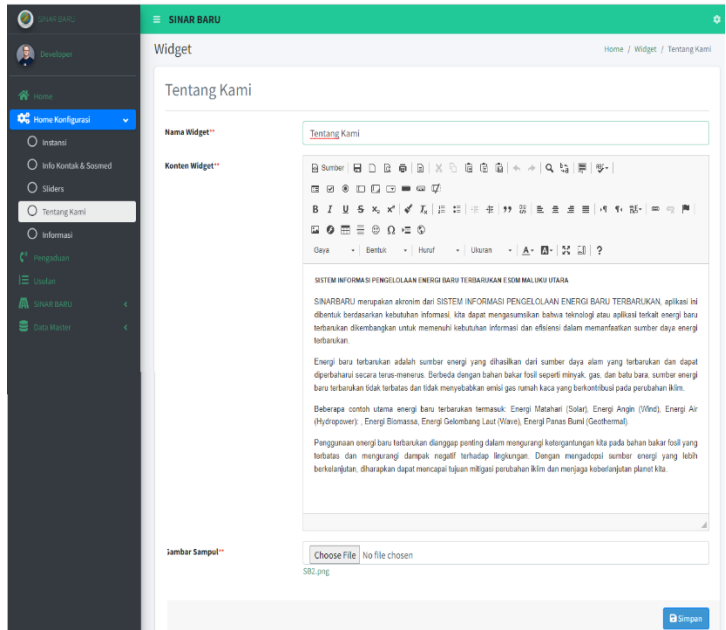 SINAR BARU
SINAR BARU
Developer
Widget
Home / Widget / Tentang Kami
Home
Home Konfigurasi
Instansi
Info Kontak & Sosmed
Sliders
Tentang Kami
Informasi
Pengaduan
Usulan
SINAR BARU
Data Master
Tentang Kami
Nama Widget**
Tentang Kami
Konten Widget**
Sumber
Gaya Bentuk Huruf Ukuran
SISTEM INFORMASI PENGELOLAAN ENERGI BARU TERBARUKAN ESDM MALUKU UTARA
SINARBARU merupakan akronim dari SISTEM INFORMASI PENGELOLAAN ENERGI BARU TERBARUKAN, aplikasi ini
dibentuk berdasarkan kebutuhan informasi, kita dapat mengasumsikan bahwa teknologi atau aplikasi terkait energi baru
terbarukan dikembangkan untuk memenuhi kebutuhan informasi dan efisiensi dalam memanfaatkan sumber daya energi
terbarukan.
Energi baru terbarukan adalah sumber energi yang dihasilkan dari sumber daya alam yang terbarukan dan dapat
diperbaharui secara terus-menerus. Berbeda dengan bahan bakar fosil seperti minyak, gas, dan batu bara, sumber energi
baru terbarukan tidak terbatas dan tidak menyebabkan emisi gas rumah kaca yang berkontribusi pada perubahan iklim.
Beberapa contoh utama energi baru terbarukan termasuk: Energi Matahari (Solar), Energi Angin (Wind), Energi Air
(Hydropower): , Energi Biomassa, Energi Gelombang Laut (Wave), Energi Panas Bumi (Geothermal)
Penggunaan energi baru terbarukan dianggap penting dalam mengurangi ketergantungan kita pada bahan bakar fosil yang
terbatas dan mengurangi dampak negatif terhadap lingkungan. Dengan mengadopsi sumber energi yang lebih
berkelanjutan, diharapkan dapat mencapai tujuan mitigasi perubahan iklim dan menjaga keberlanjutan planet kita.
Gambar Sampul**
Choose File No file chosen
SB2.png
Simpan